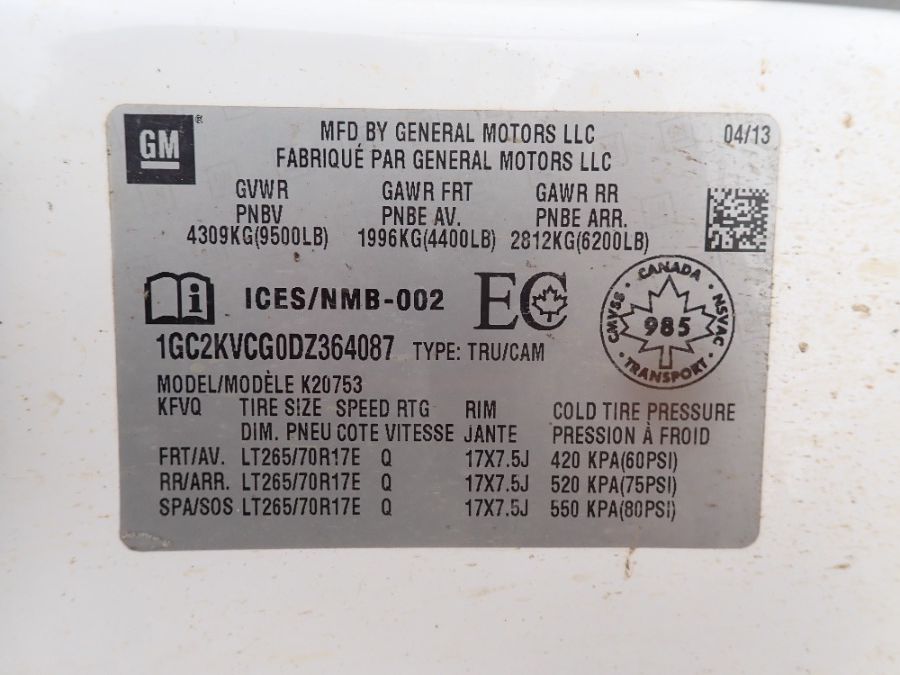 GM® MFD BY GENERAL MOTORS LLC 04/13
FABRIQUÉ PAR GENERAL MOTORS LLC
GVWR GAWR FRT GAWR RR
PNBV PNBE AV. PNBE ARR.
4309KG(9500LB) 1996KG(4400LB) 2812KG(6200LB)
i ICES/NMB-002 EC
CANADA
CMVSS 985 NSVAC
TRANSPORT
1GC2KVCG0DZ364087 TYPE: TRU/CAM
MODEL/MODÈLE K20753
KFVQ TIRE SIZE SPEED RTG RIM COLD TIRE PRESSURE
DIM. PNEU COTE VITESSE JANTE PRESSION À FROID
FRT/AV. LT265/70R17E Q 17X7.5J 420 KPA(60PSI)
RR/ARR. LT265/70R17E Q 17X7.5J 520 KPA(75PSI)
SPA/SOS LT265/70R17E Q 17X7.5J 550 KPA(80PSI)